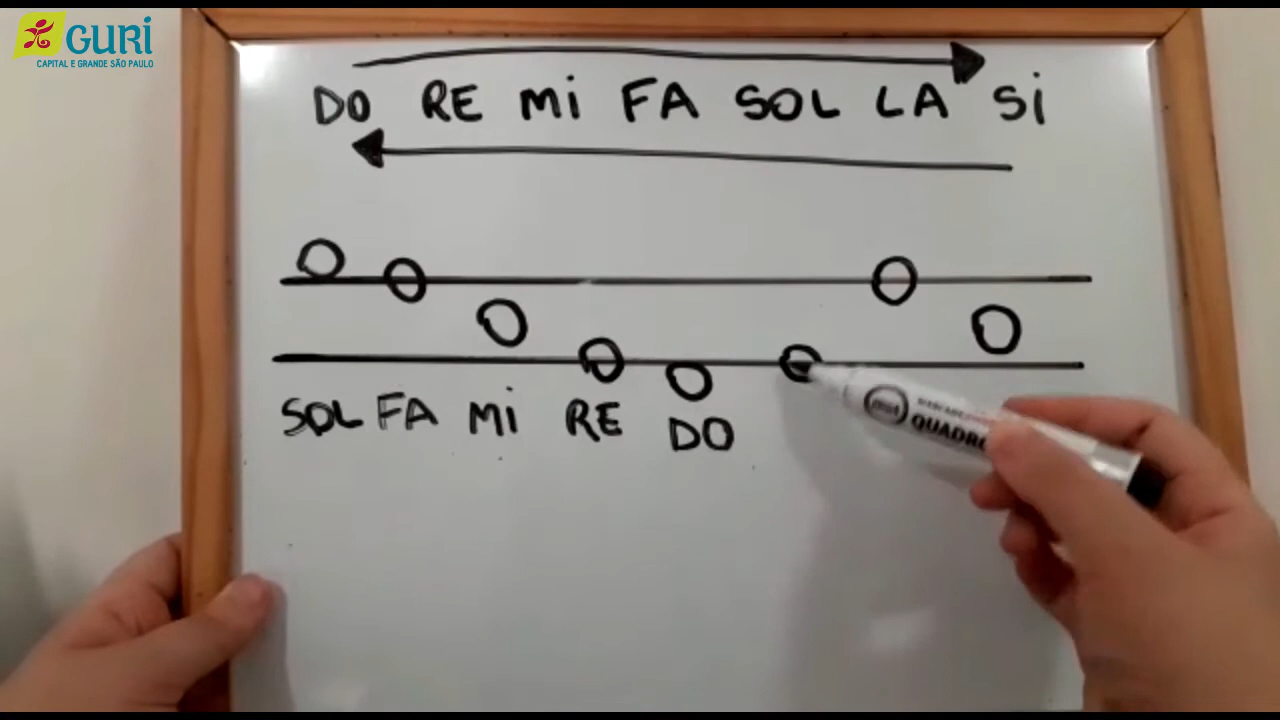 GURI
CAPITAL E GRANDE SÃO PAULO
DO RE Mi FA SOL LA Si
SOL FA Mi RE DO
QUADRO